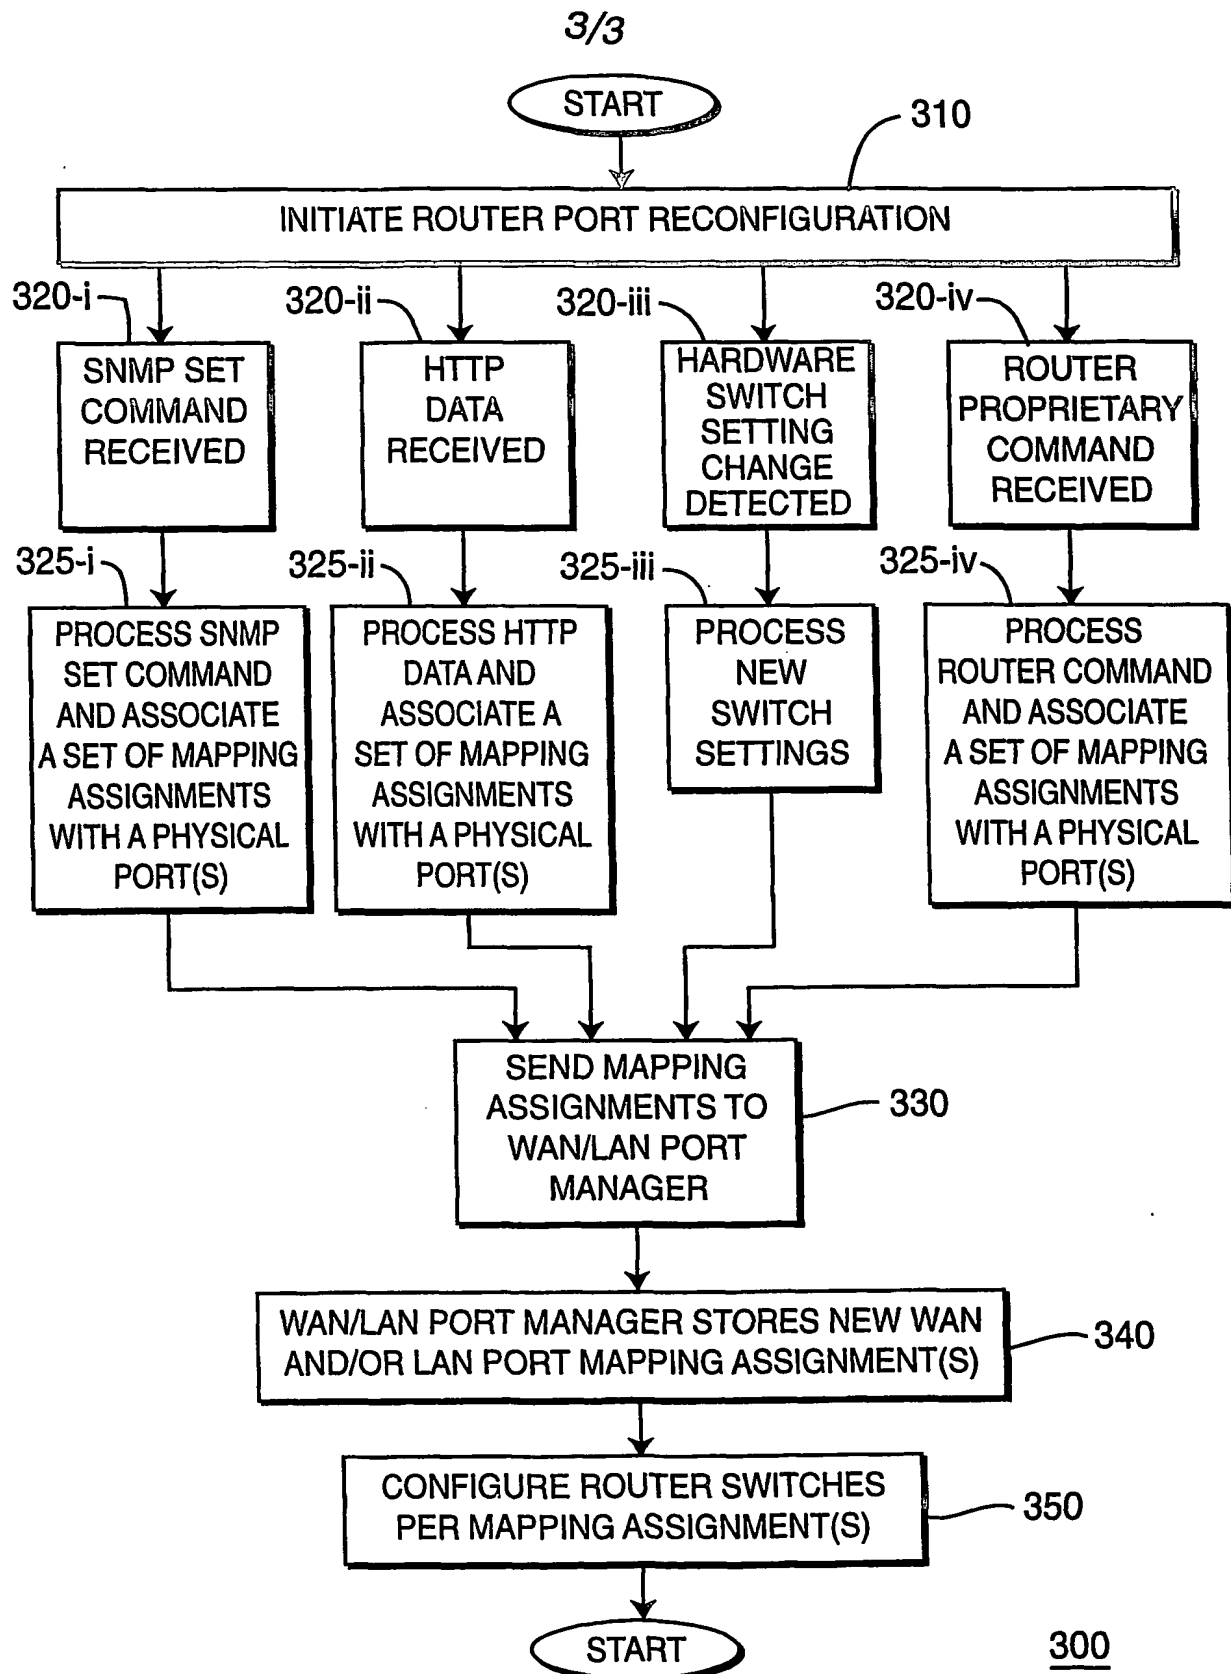 3/3
START
310
INITIATE ROUTER PORT RECONFIGURATION
320-i
320-ii
320-iii
320-iv
SNMP SET
COMMAND
RECEIVED
HTTP
DATA
RECEIVED
HARDWARE
SWITCH
SETTING
CHANGE
DETECTED
ROUTER
PROPRIETARY
COMMAND
RECEIVED
325-i
325-ii
325-iii
325-iv
PROCESS SNMP
SET COMMAND
AND ASSOCIATE
A SET OF MAPPING
ASSIGNMENTS
WITH A PHYSICAL
PORT(S)
PROCESS HTTP
DATA AND
ASSOCIATE A
SET OF MAPPING
ASSIGNMENTS
WITH A PHYSICAL
PORT(S)
PROCESS
NEW
SWITCH
SETTINGS
PROCESS
ROUTER COMMAND
AND ASSOCIATE
A SET OF MAPPING
ASSIGNMENTS
WITH A PHYSICAL
PORT(S)
SEND MAPPING
ASSIGNMENTS TO
WAN/LAN PORT
MANAGER
330
WAN/LAN PORT MANAGER STORES NEW WAN
AND/OR LAN PORT MAPPING ASSIGNMENT(S)
340
CONFIGURE ROUTER SWITCHES
PER MAPPING ASSIGNMENT(S)
350
START
300